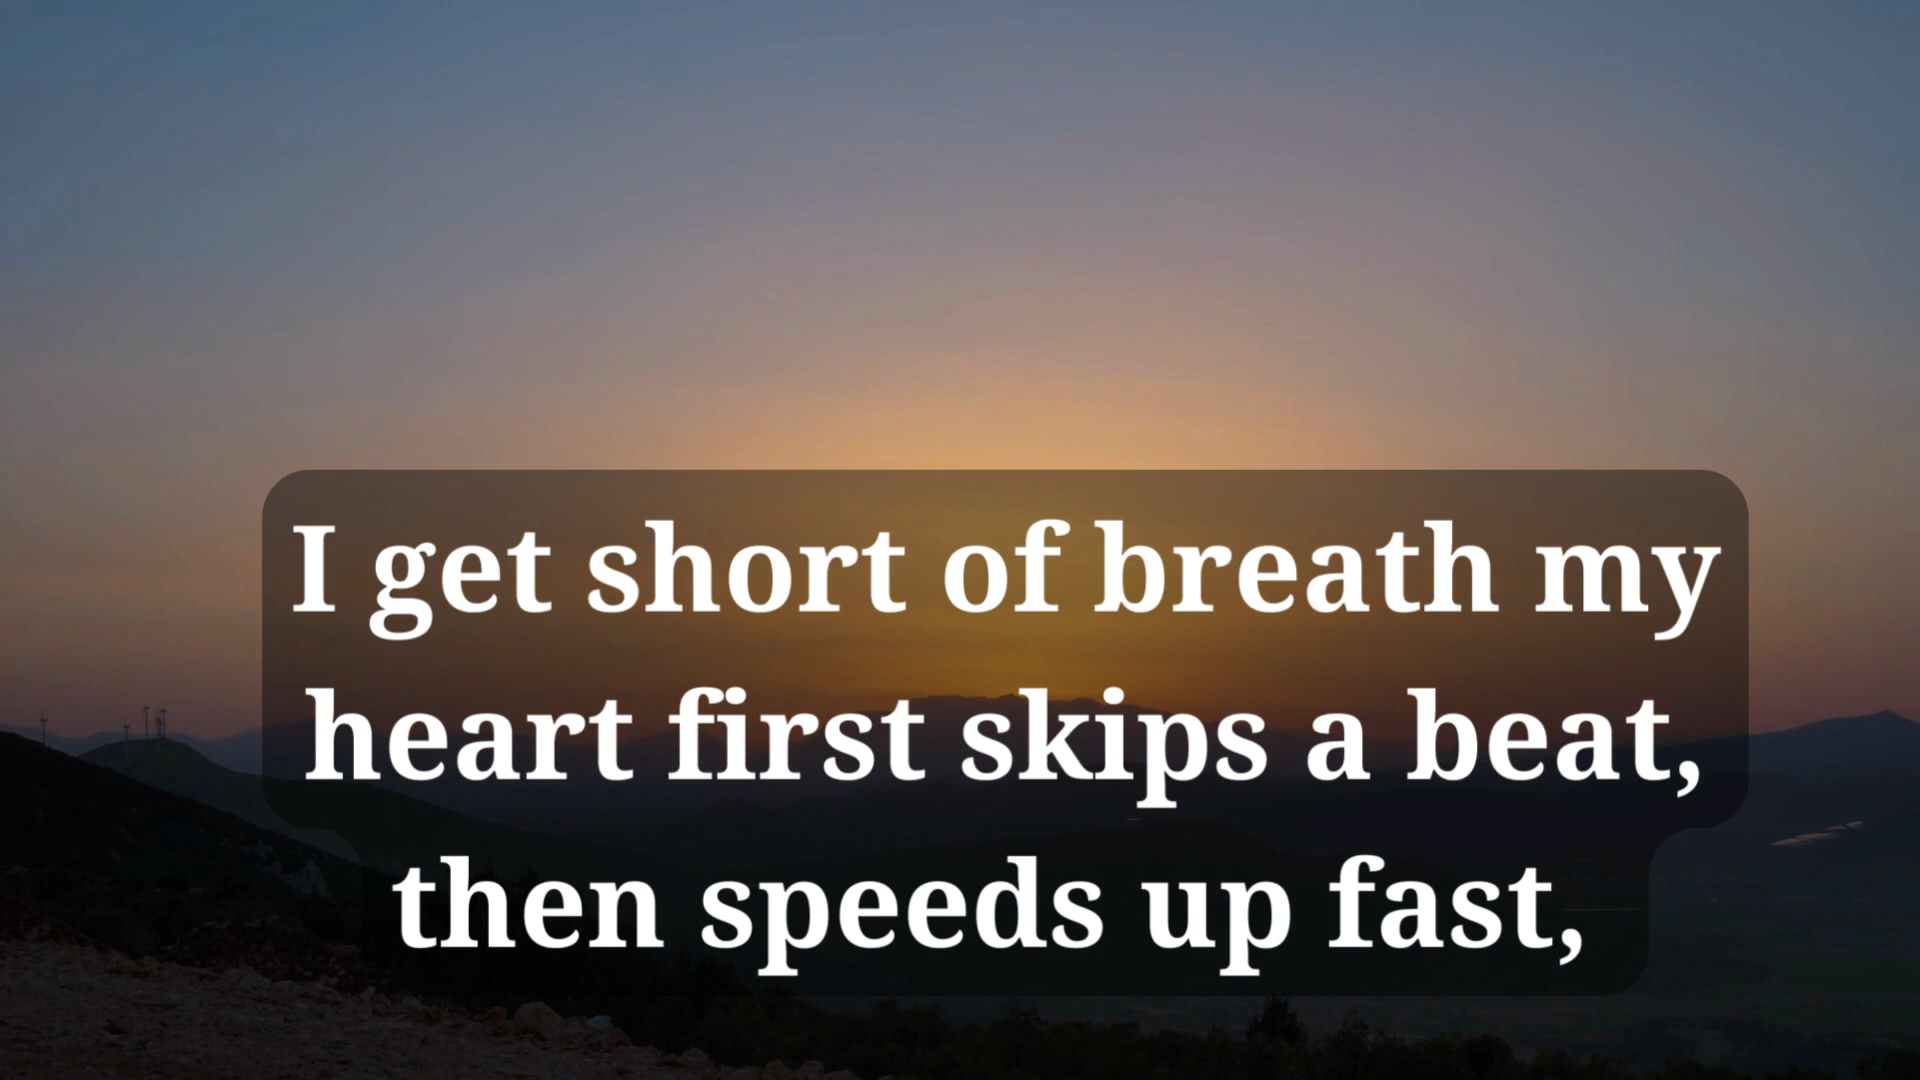 I get short of breath my
heart first skips a beat,
then speeds up fast,